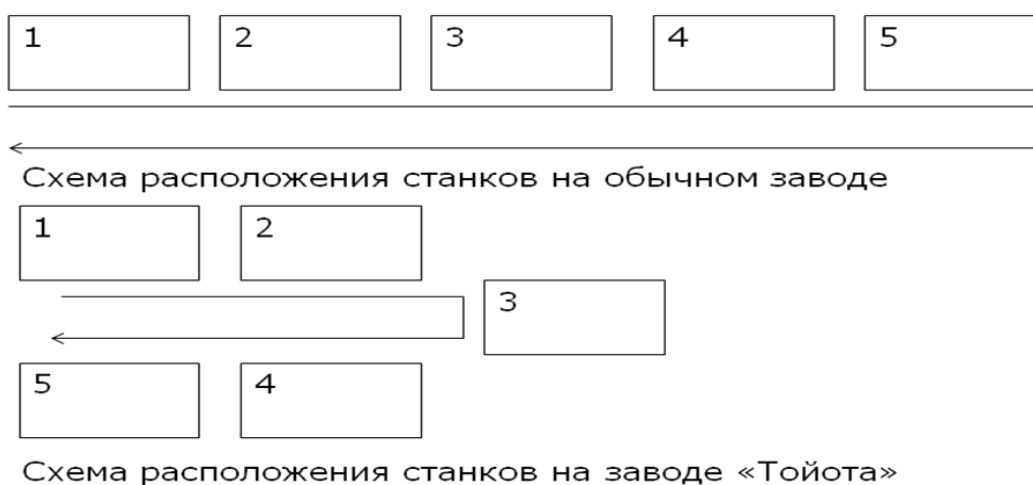 1 2 3 4 5
Схема расположения станков на обычном заводе
1 2
3
5 4
Схема расположения станков на заводе «Тойота»